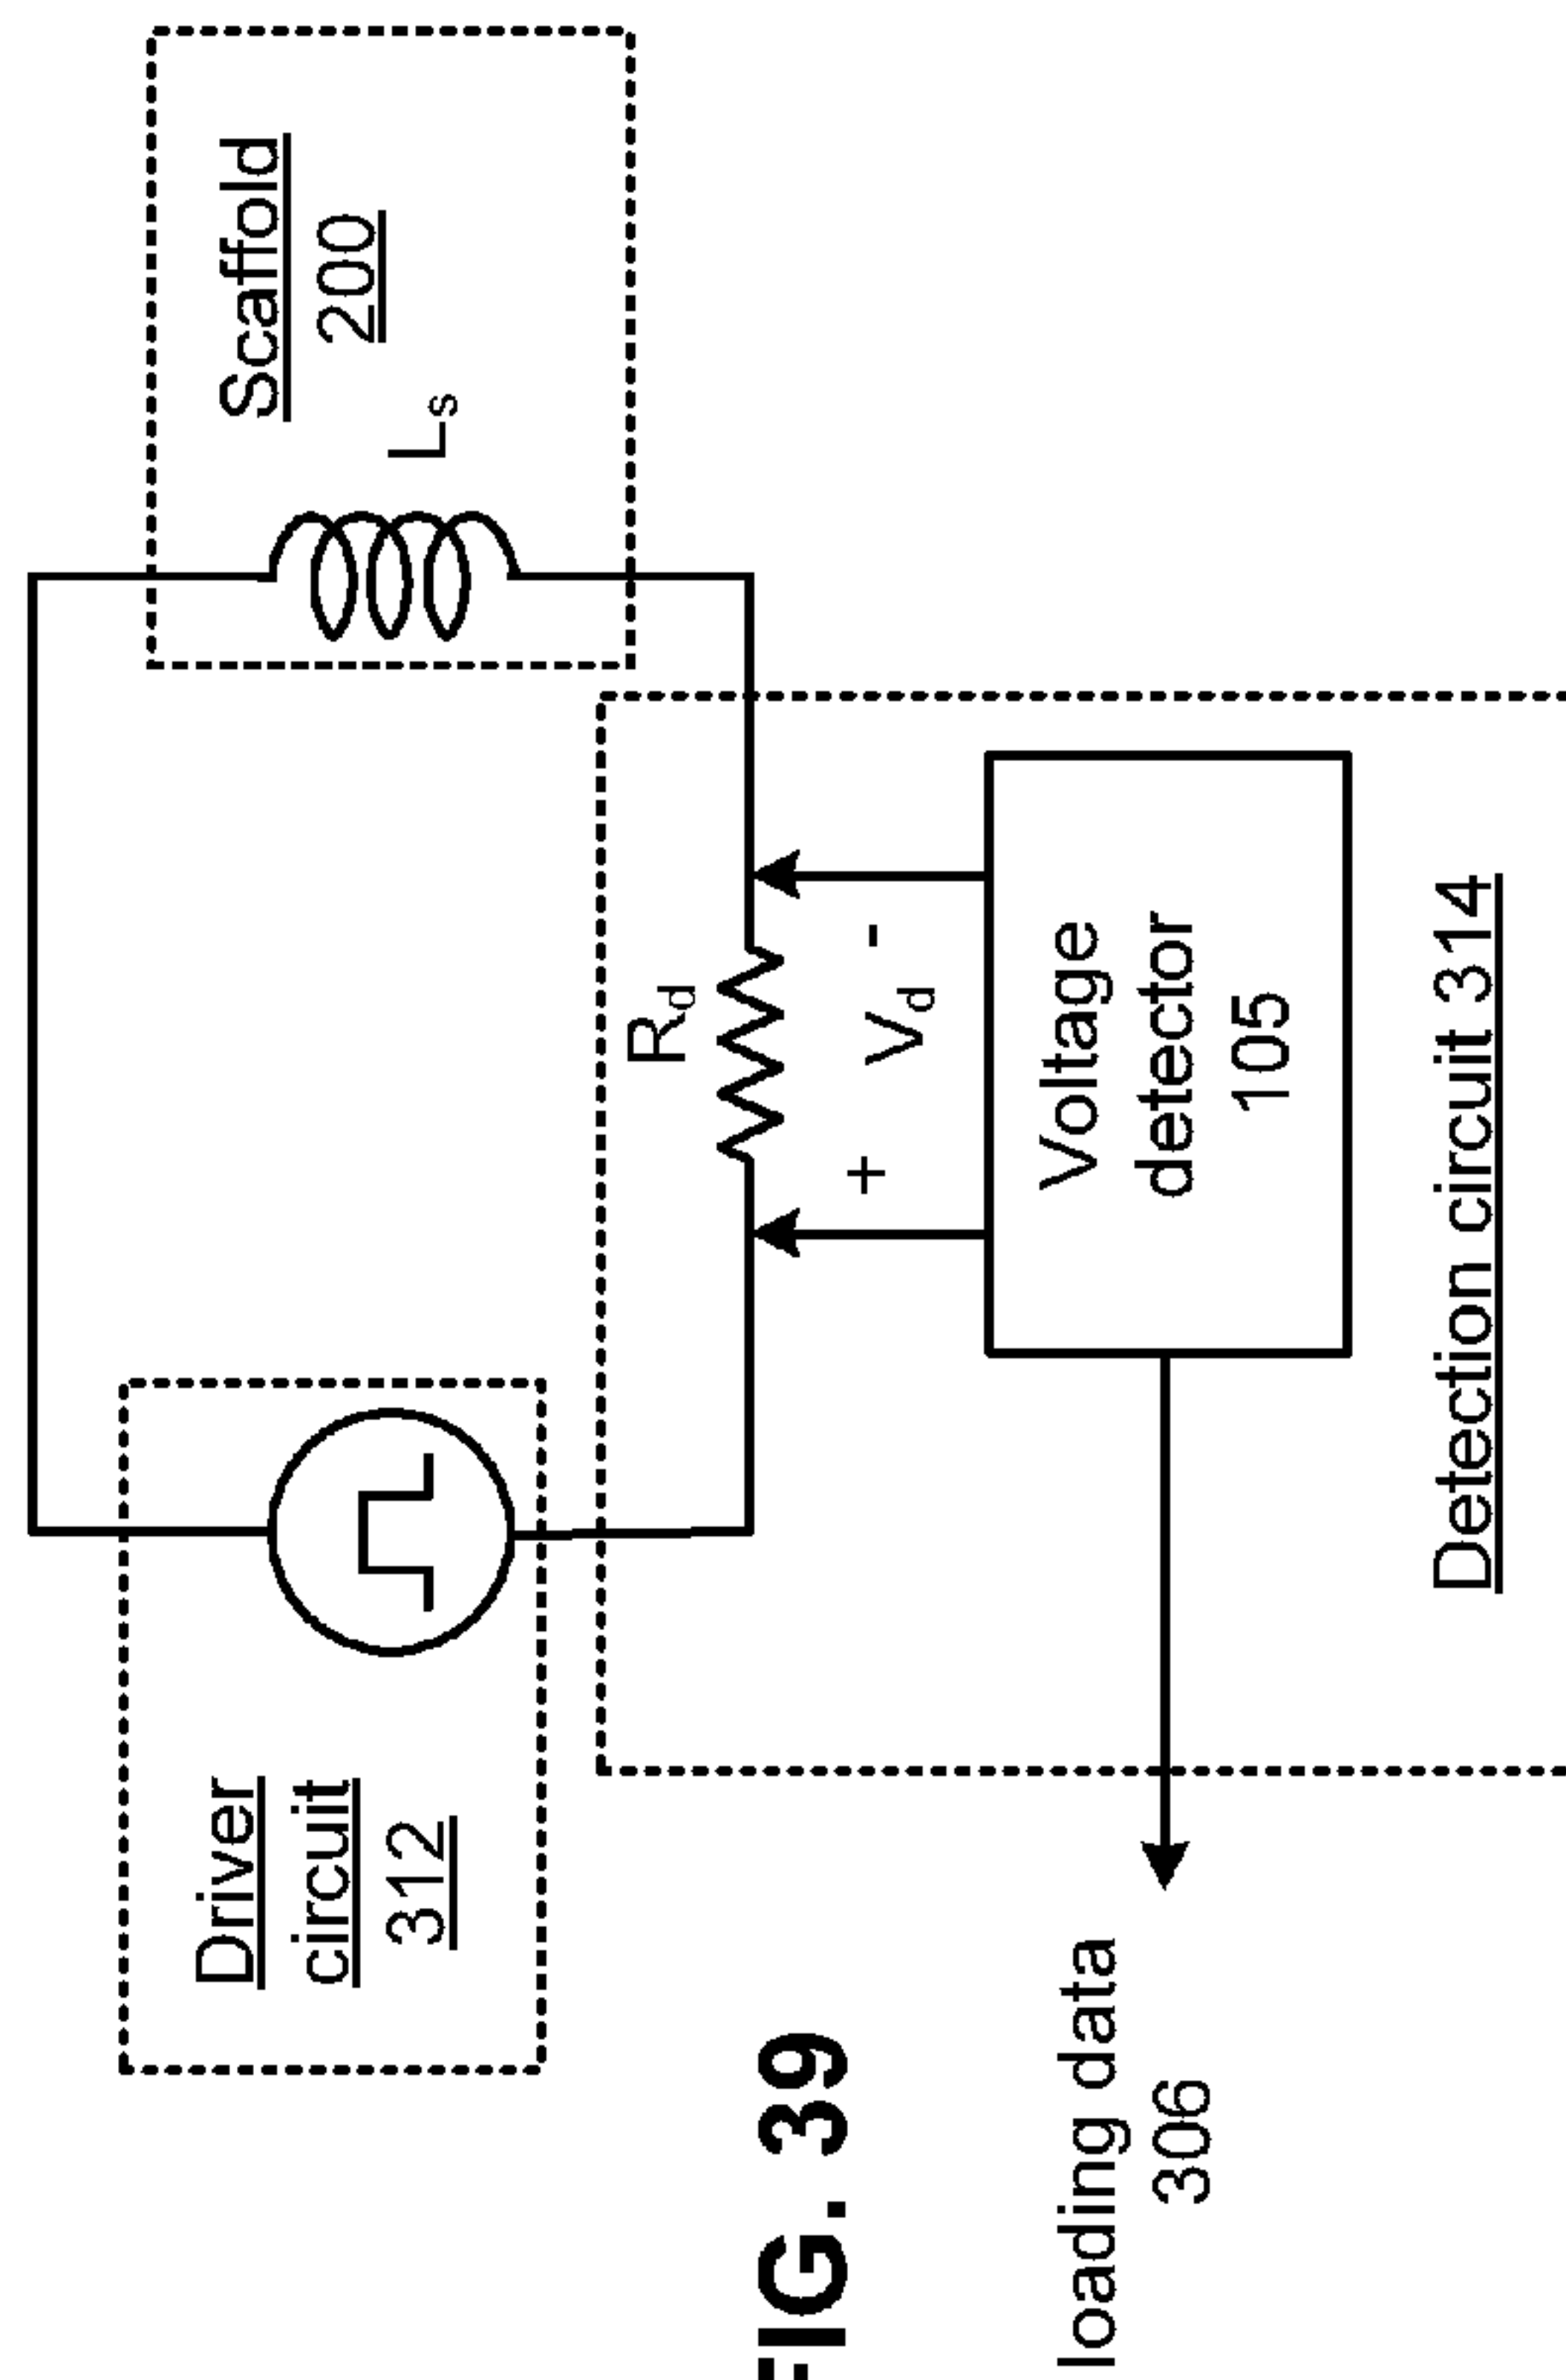 Driver
circuit
312
Scaffold
200
Ls
Rd
+ Vd -
Voltage
detector
105
Detection circuit 314
loading data
306
FIG. 39